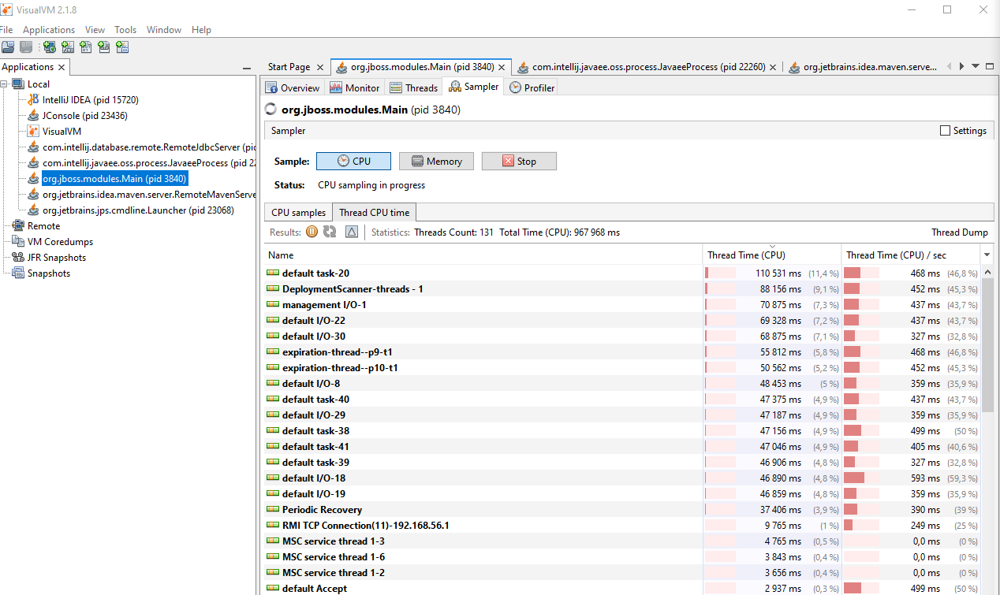 VisualVM 2.1.8
File Applications View Tools Window Help
Applications
Start Page
org.jboss.modules.Main (pid 3840)
com.intellij.javaee.oss.process.JavaeeProcess (pid 22260)
org.jetbrains.idea.maven.serve...
Local
IntelliJ IDEA (pid 15720)
JConsole (pid 23436)
VisualVM
com.intellij.database.remote.RemoteJdbcServer (pid
com.intellij.javaee.oss.process.JavaeeProcess (pid 22
org.jboss.modules.Main (pid 3840)
org.jetbrains.idea.maven.server.RemoteMavenServe
org.jetbrains.jps.cmdline.Launcher (pid 23068)
Remote
VM Coredumps
JFR Snapshots
Snapshots
Overview Monitor Threads Sampler Profiler
org.jboss.modules.Main (pid 3840)
Sampler Settings
Sample: CPU Memory Stop
Status: CPU sampling in progress
CPU samples Thread CPU time
Results: Statistics: Threads Count: 131 Total Time (CPU): 967 968 ms Thread Dump
Name Thread Time (CPU) Thread Time (CPU) / sec
default task-20 110 531 ms (11,4 %) 468 ms (46,8 %)
DeploymentScanner-threads - 1 88 156 ms (9,1 %) 452 ms (45,3 %)
management I/O-1 70 875 ms (7,3 %) 437 ms (43,7 %)
default I/O-22 69 328 ms (7,2 %) 437 ms (43,7 %)
default I/O-30 68 875 ms (7,1 %) 327 ms (32,8 %)
expiration-thread--p9-t1 55 812 ms (5,8 %) 468 ms (46,8 %)
expiration-thread--p10-t1 50 562 ms (5,2 %) 452 ms (45,3 %)
default I/O-8 48 453 ms (5 %) 359 ms (35,9 %)
default task-40 47 375 ms (4,9 %) 437 ms (43,7 %)
default I/O-29 47 187 ms (4,9 %) 359 ms (35,9 %)
default task-38 47 156 ms (4,9 %) 499 ms (50 %)
default task-41 47 046 ms (4,9 %) 405 ms (40,6 %)
default task-39 46 906 ms (4,8 %) 327 ms (32,8 %)
default I/O-18 46 890 ms (4,8 %) 593 ms (59,3 %)
default I/O-19 46 859 ms (4,8 %) 359 ms (35,9 %)
Periodic Recovery 37 406 ms (3,9 %) 390 ms (39 %)
RMI TCP Connection(11)-192.168.56.1 9 765 ms (1 %) 249 ms (25 %)
MSC service thread 1-3 4 765 ms (0,5 %) 0,0 ms (0 %)
MSC service thread 1-6 3 843 ms (0,4 %) 0,0 ms (0 %)
MSC service thread 1-2 3 656 ms (0,4 %) 0,0 ms (0 %)
default Accept 2 937 ms (0,3 %) 499 ms (50 %)